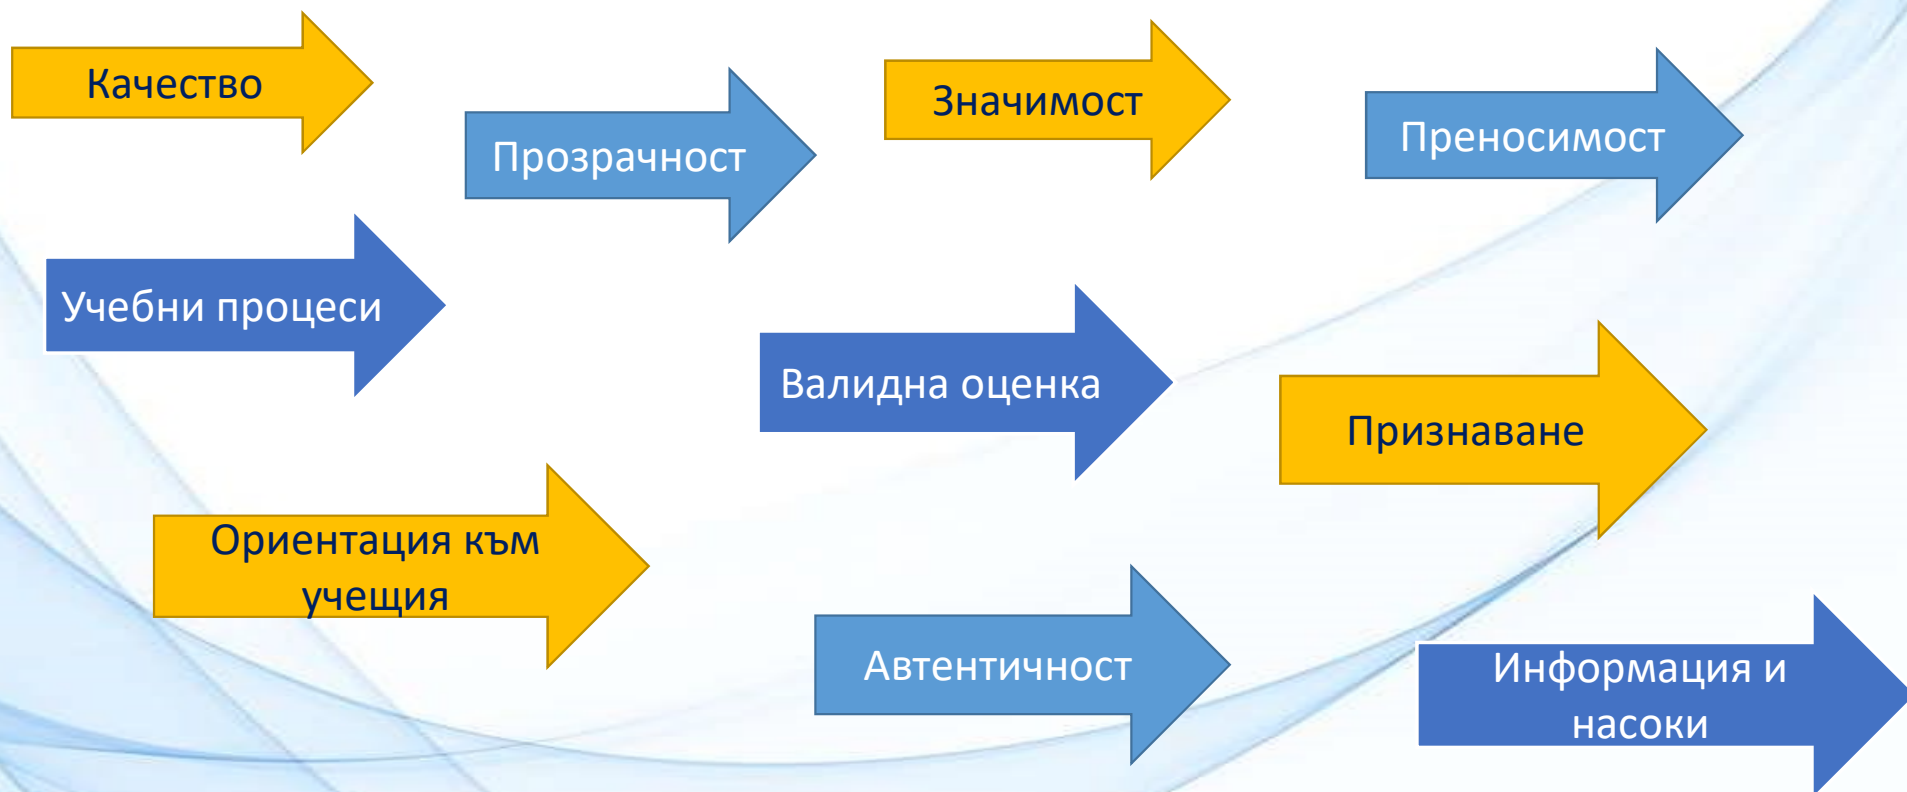 Качество
Прозрачност
Значимост
Преносимост
Учебни процеси
Валидна оценка
Признаване
Ориентация към
учещия
Автентичност
Информация и
насоки